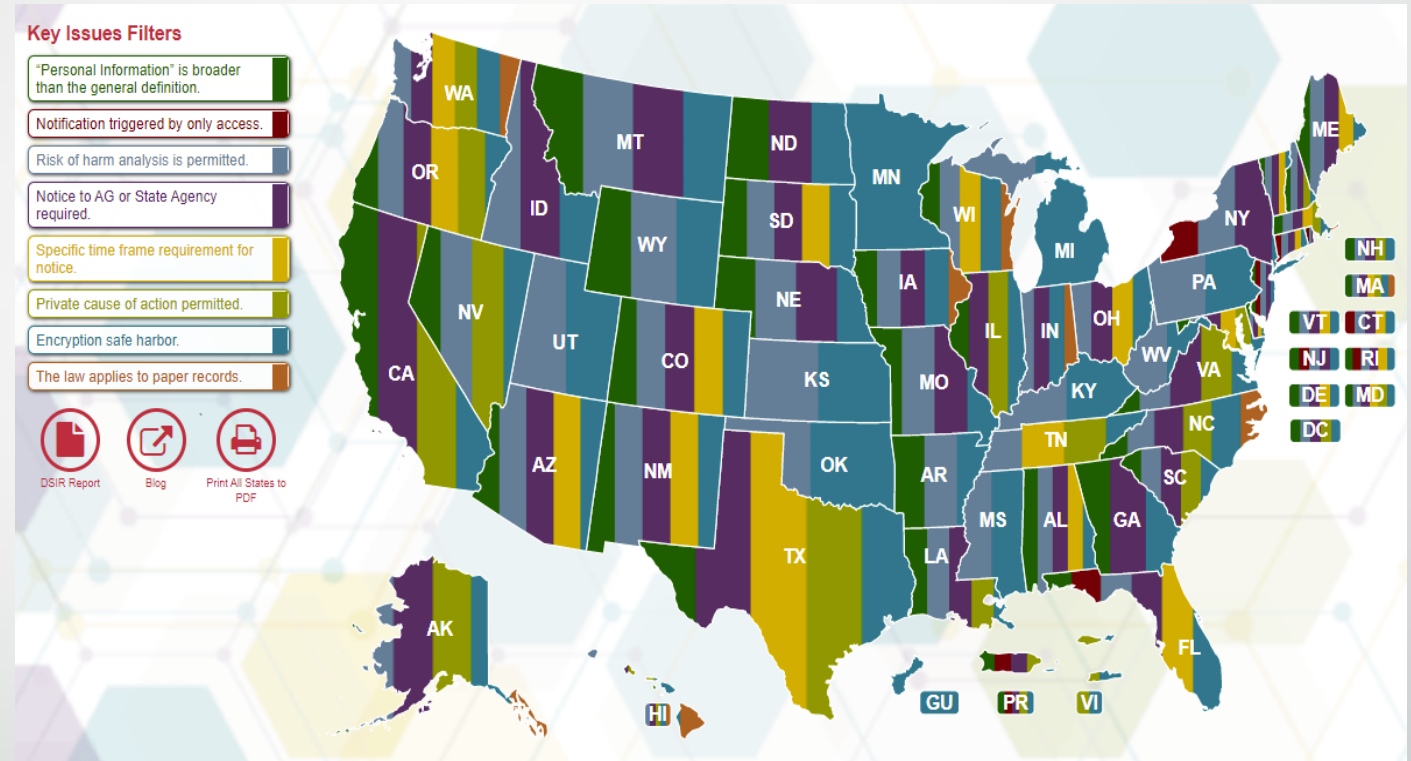 Key Issues Filters
“Personal Information” is broader
than the general definition.
Notification triggered by only access.
Risk of harm analysis is permitted.
Notice to AG or State Agency
required.
Specific time frame requirement for
notice.
Private cause of action permitted.
Encryption safe harbor.
The law applies to paper records.
DSIR Report
Blog
Print All States to
PDF
WA
OR
ID
MT
ND
MN
WI
MI
NY
ME
SD
WY
NV
UT
CO
NE
IA
IL
IN
OH
PA
CA
KS
MO
KY
WV
VA
AZ
NM
OK
AR
TN
NC
SC
TX
LA
MS
AL
GA
FL
AK
HI
GU
PR
VI
NH
MA
VT
CT
NJ
RI
DE
MD
DC